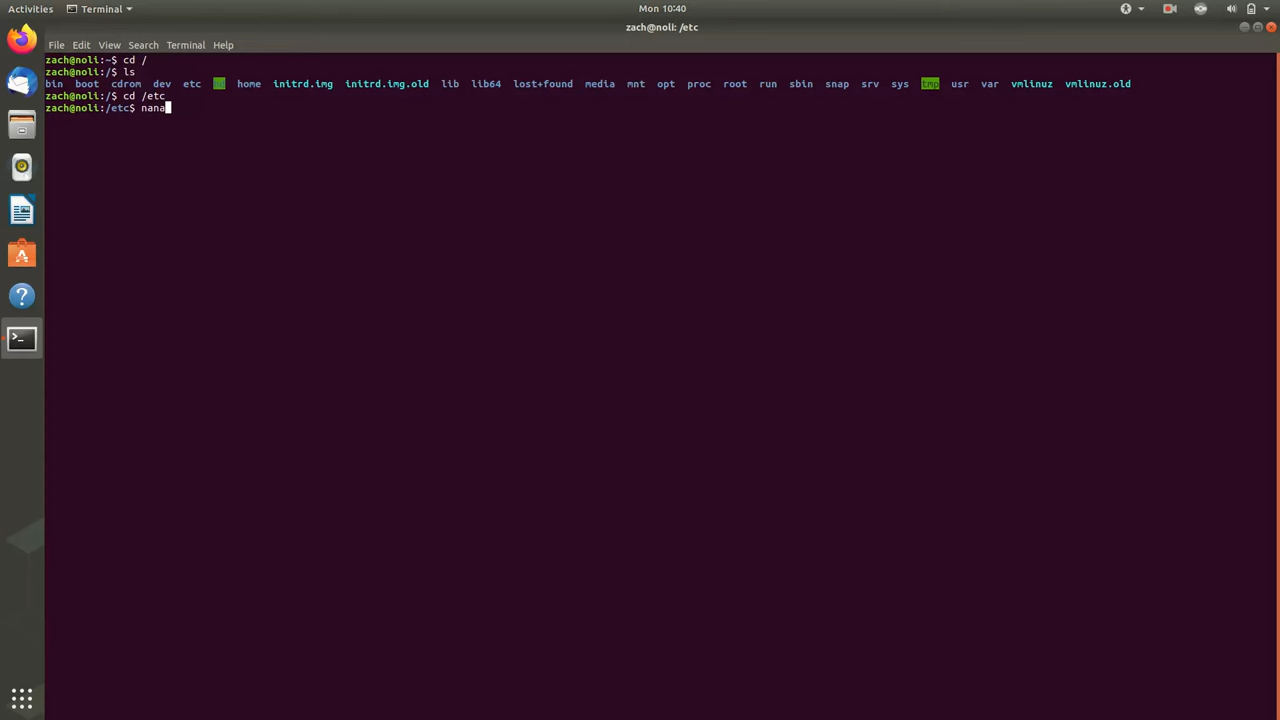 Activities
Terminal
Mon 10:40
zach@noli: /etc
File Edit View Search Terminal Help
zach@noli:~$ cd /
zach@noli:/$ ls
bin boot cdrom dev etc home initrd.img initrd.img.old lib lib64 lost+found media mnt opt proc root run sbin snap srv sys tmp usr var vmlinuz vmlinuz.old
zach@noli:/$ cd /etc
zach@noli:/etc$ nana